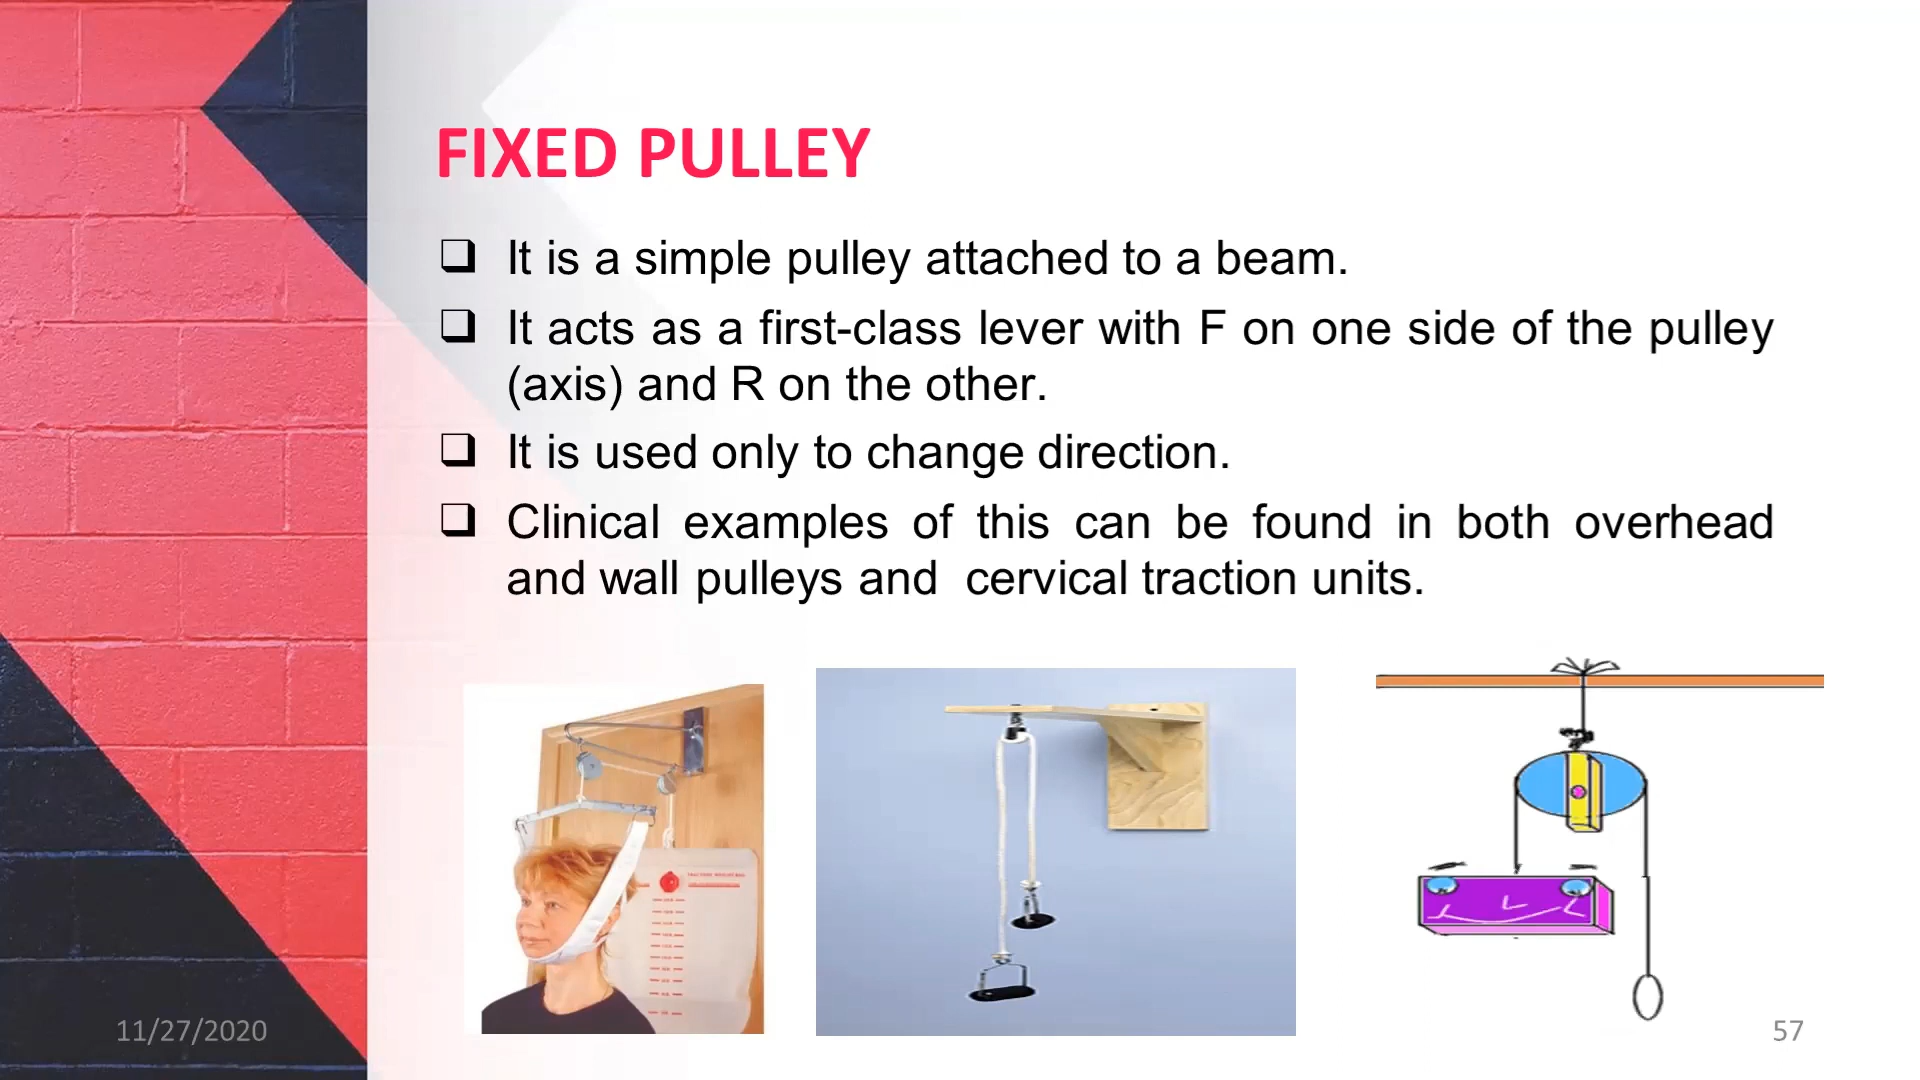 FIXED PULLEY
❑ It is a simple pulley attached to a beam.
❑ It acts as a first-class lever with F on one side of the pulley
(axis) and R on the other.
❑ It is used only to change direction.
❑ Clinical examples of this can be found in both overhead
and wall pulleys and  cervical traction units.
11/27/2020
57